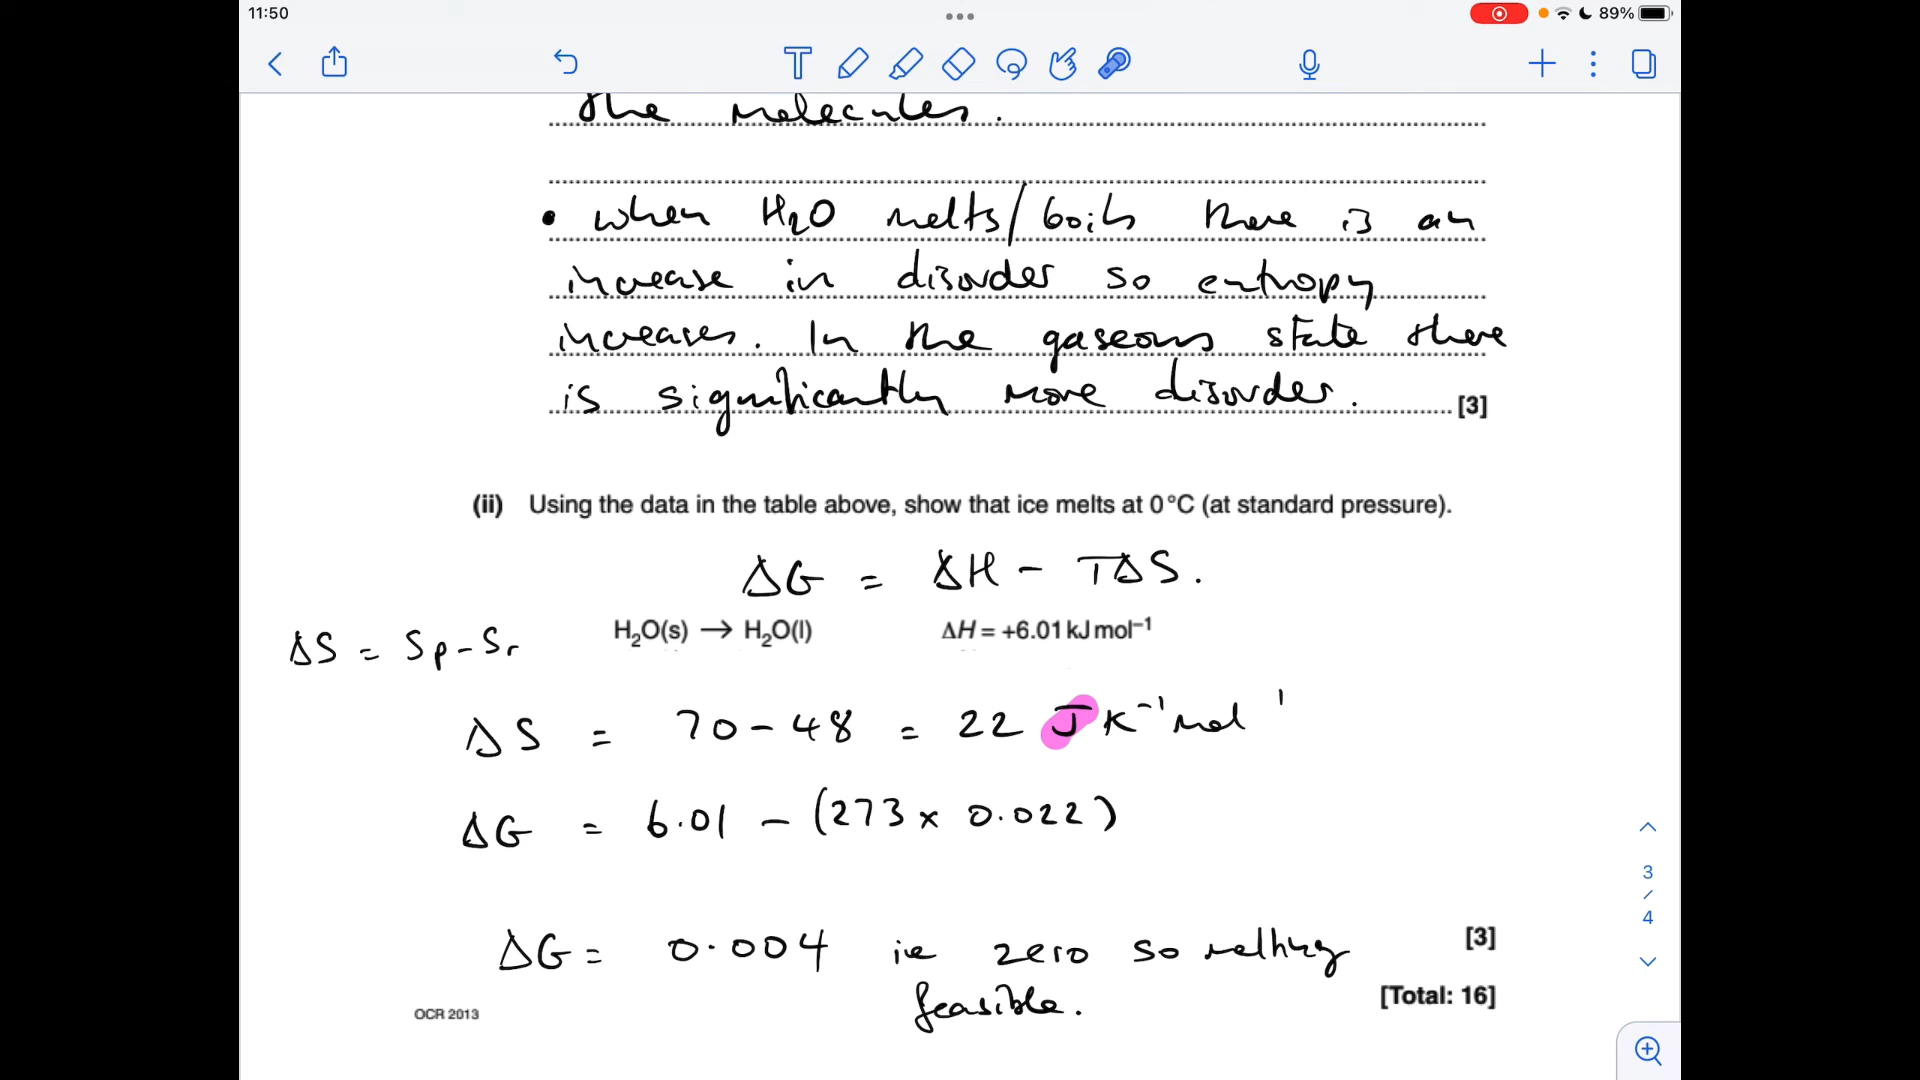 11:50
89%
the molecules.
• when H₂O melts/boils there is an
increase in disorder so entropy
increases. In the gaseous state there
is significantly more disorder. [3]
(ii) Using the data in the table above, show that ice melts at 0°C (at standard pressure).
ΔG = ΔH - TΔS.
ΔS = Sp - Sr
H₂O(s) → H₂O(l) ΔH = +6.01 kJ mol⁻¹
ΔS = 70 - 48 = 22 J K⁻¹ mol⁻¹
ΔG = 6.01 - (273 x 0.022)
3
/
4
ΔG = 0.004 ie zero so melting [3]
feasible. [Total: 16]
OCR 2013